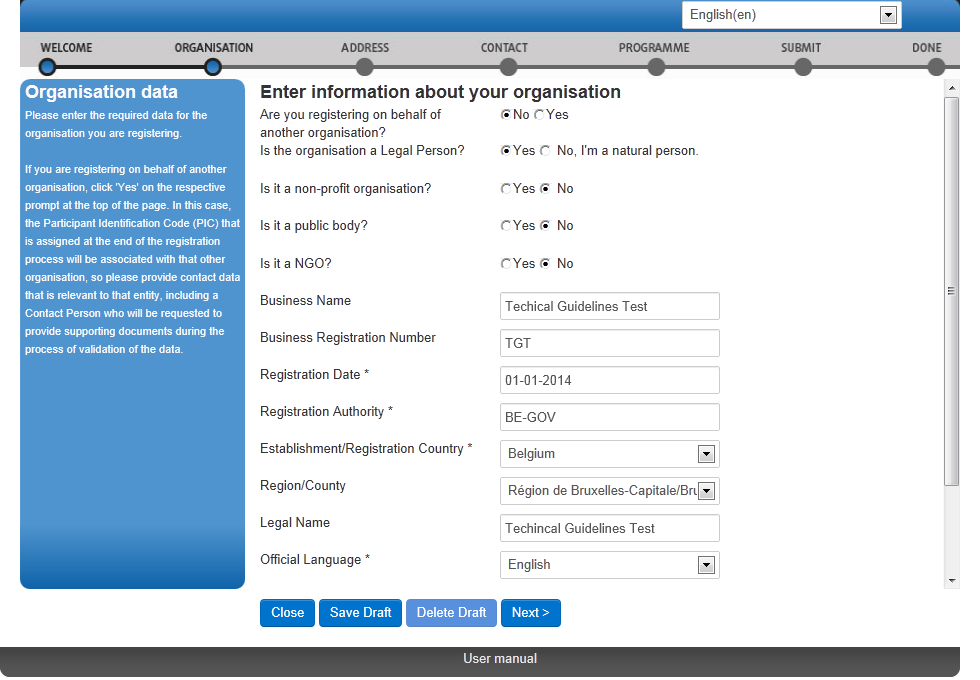 English(en)
WELCOME ORGANISATION ADDRESS CONTACT PROGRAMME SUBMIT DONE
Organisation data
Please enter the required data for the
organisation you are registering.
If you are registering on behalf of another
organisation, click 'Yes' on the respective
prompt at the top of the page. In this case,
the Participant Identification Code (PIC) that
is assigned at the end of the registration
process will be associated with that other
organisation, so please provide contact data
that is relevant to that entity, including a
Contact Person who will be requested to
provide supporting documents during the
process of validation of the data.
Enter information about your organisation
Are you registering on behalf of
another organisation?
No Yes
Is the organisation a Legal Person? Yes No, I'm a natural person.
Is it a non-profit organisation? Yes No
Is it a public body? Yes No
Is it a NGO? Yes No
Business Name Techical Guidelines Test
Business Registration Number TGT
Registration Date * 01-01-2014
Registration Authority * BE-GOV
Establishment/Registration Country * Belgium
Region/County Région de Bruxelles-Capitale/Bru
Legal Name Techincal Guidelines Test
Official Language * English
Close Save Draft Delete Draft Next >
User manual